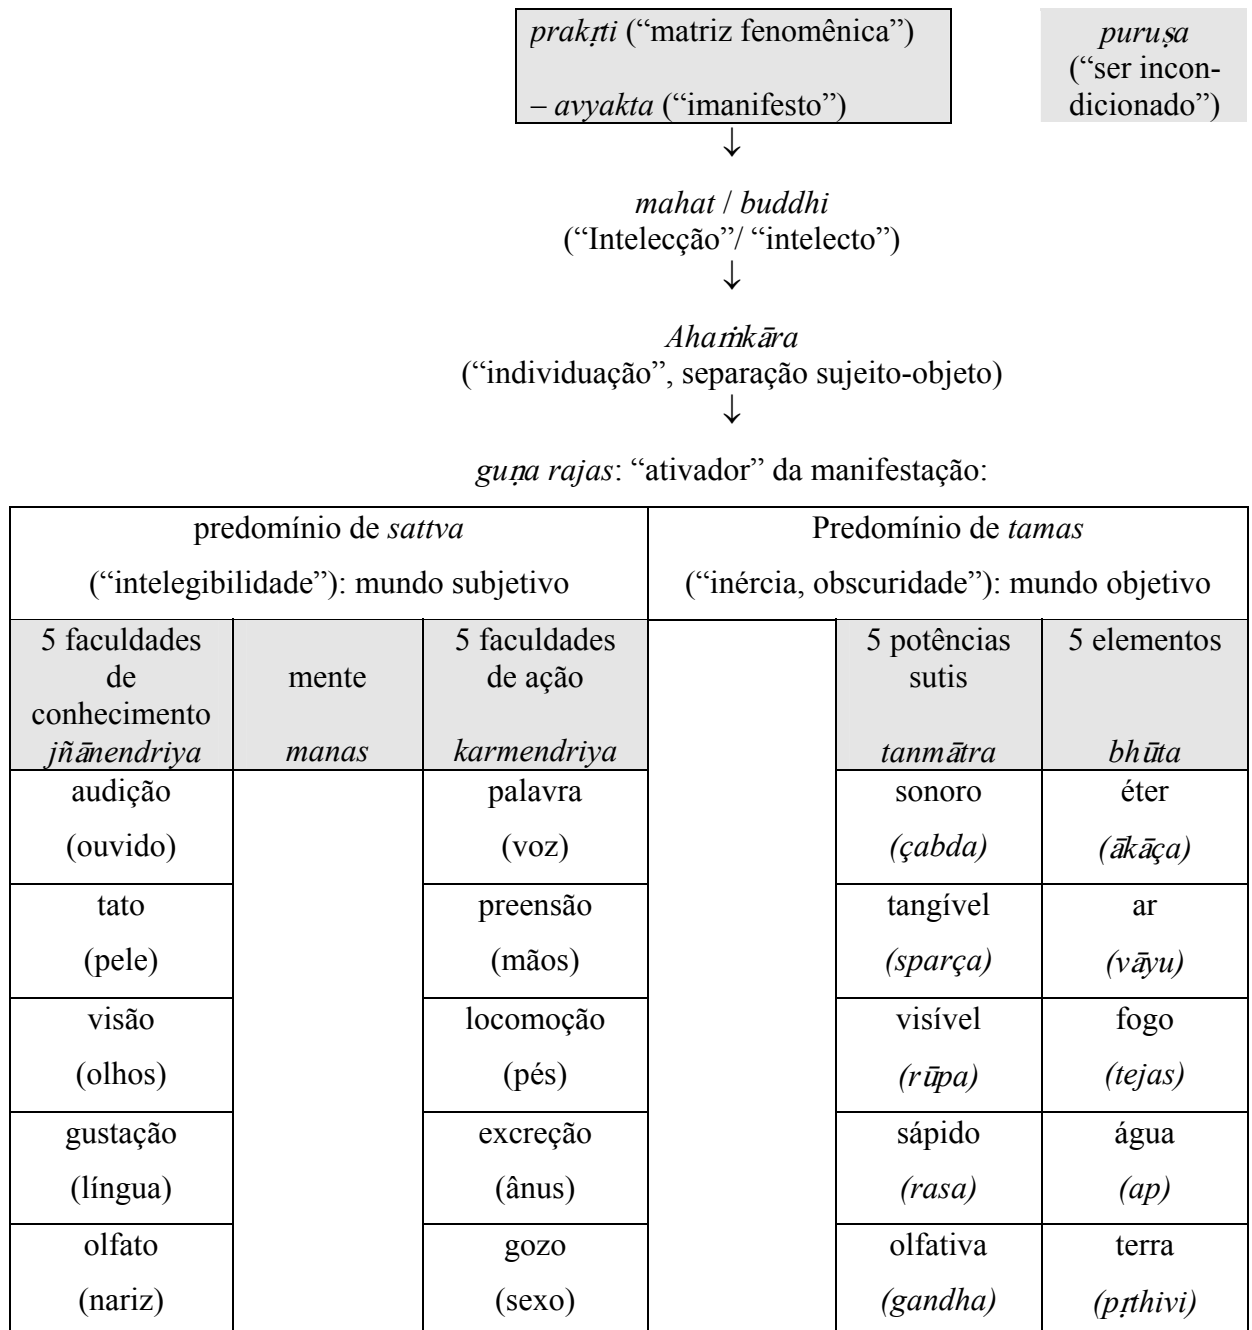 prakṛti (“matriz fenomênica”)
– avyakta (“imanifesto”)
puruṣa
(“ser incon-
dicionado”)
↓
mahat / buddhi
(“Intelecção”/ “intelecto”)
↓
Ahaṁkāra
(“individuação”, separação sujeito-objeto)
↓
guṇa rajas: “ativador” da manifestação:
predomínio de sattva
(“intelegibilidade”): mundo subjetivo
Predomínio de tamas
(“inércia, obscuridade”): mundo objetivo
5 faculdades
de
conhecimento
jñānendriya
mente
manas
5 faculdades
de ação
karmendriya
5 potências
sutis
tanmātra
5 elementos
bhūta
audição
(ouvido)
palavra
(voz)
sonoro
(çabda)
éter
(ākāça)
tato
(pele)
preensão
(mãos)
tangível
(sparça)
ar
(vāyu)
visão
(olhos)
locomoção
(pés)
visível
(rūpa)
fogo
(tejas)
gustação
(língua)
excreção
(ânus)
sápido
(rasa)
água
(ap)
olfato
(nariz)
gozo
(sexo)
olfativa
(gandha)
terra
(pṛthivi)